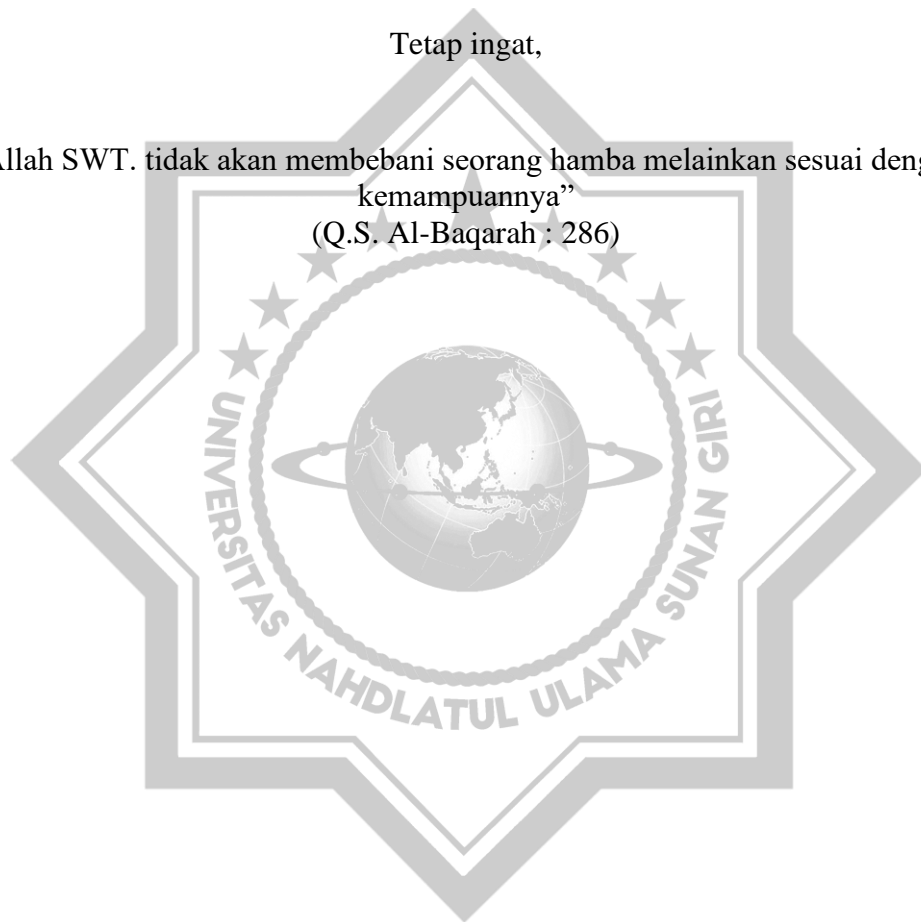 Tetap ingat,
Allah SWT. tidak akan membebani seorang hamba melainkan sesuai deng
kemampuannya”
(Q.S. Al-Baqarah : 286)
UNIVERSITAS NAHDLATUL ULAMA SUNAN GIRI